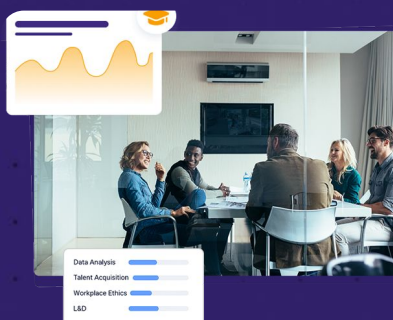 Data Analysis
Talent Acquisition
Workplace Ethics
L&D